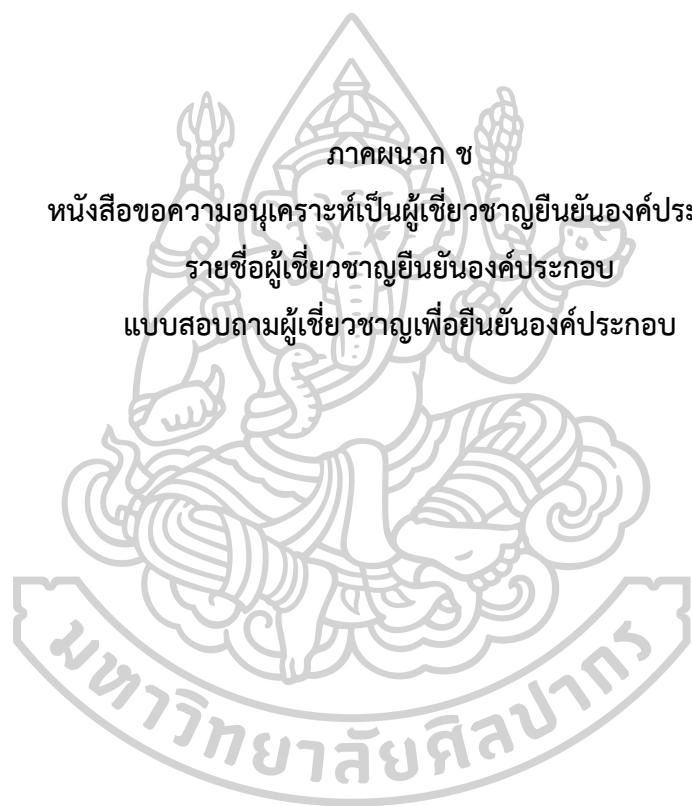 ภาคผนวก ช
หนังสือขอความอนุเคราะห์เป็นผู้เชี่ยวชาญยืนยันองค์ประ
รายชื่อผู้เชี่ยวชาญยืนยันองค์ประกอบ
แบบสอบถามผู้เชี่ยวชาญเพื่อยืนยันองค์ประกอบ
มหาวิทยาลัยศิลปากร